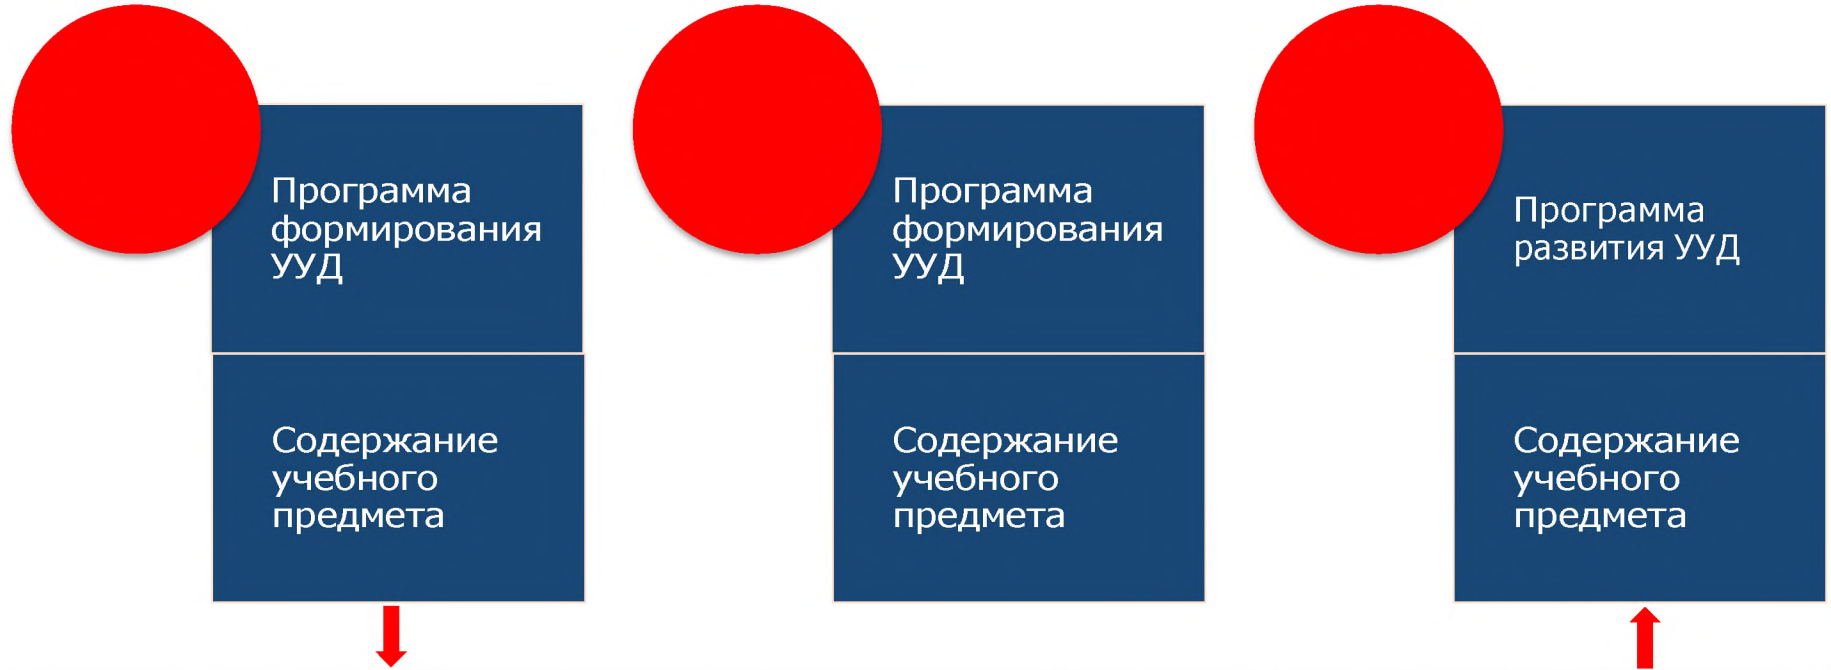 Программа
формирования
УУД
Содержание
учебного
предмета
Программа
формирования
УУД
Содержание
учебного
предмета
Программа
развития УУД
Содержание
учебного
предмета